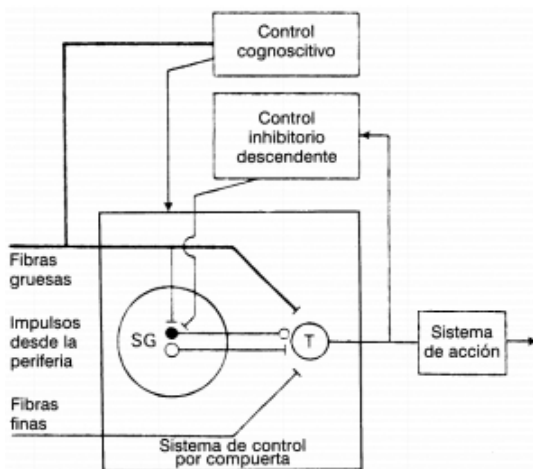 Control
cognoscitivo
Control
inhibitorio
descendente
Fibras
gruesas
Impulsos
desde la
periferia
SG
T
Sistema
de acción
Fibras
finas
Sistema de control
por compuerta